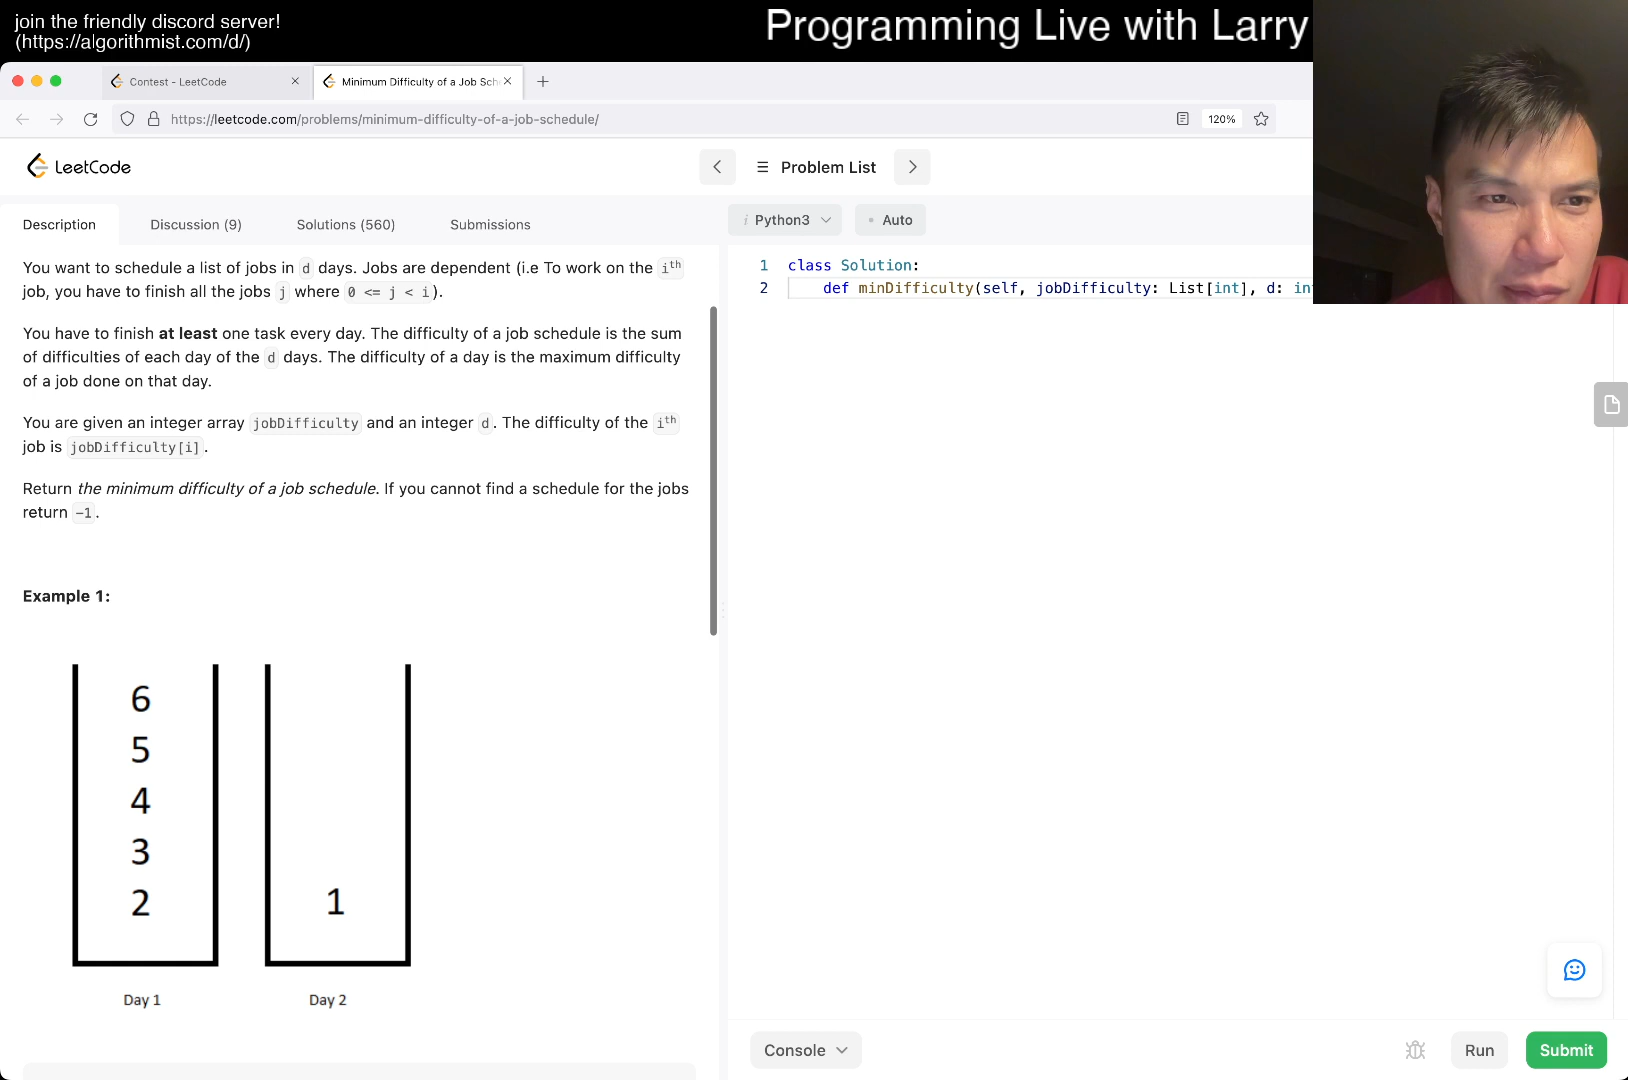 join the friendly discord server!
(https://algorithmist.com/d/)
Programming Live with Larry
Contest - LeetCode
Minimum Difficulty of a Job Sch
https://leetcode.com/problems/minimum-difficulty-of-a-job-schedule/
120%
LeetCode
Problem List
Description
Discussion (9)
Solutions (560)
Submissions
Python3
Auto
You want to schedule a list of jobs in d days. Jobs are dependent (i.e To work on the ith
job, you have to finish all the jobs j where 0 <= j < i).
You have to finish at least one task every day. The difficulty of a job schedule is the sum
of difficulties of each day of the d days. The difficulty of a day is the maximum difficulty
of a job done on that day.
You are given an integer array jobDifficulty and an integer d. The difficulty of the ith
job is jobDifficulty[i].
Return the minimum difficulty of a job schedule. If you cannot find a schedule for the jobs
return -1.
Example 1:
6
5
4
3
2
1
Day 1
Day 2
1 class Solution:
2 def minDifficulty(self, jobDifficulty: List[int], d: in
Console
Run
Submit